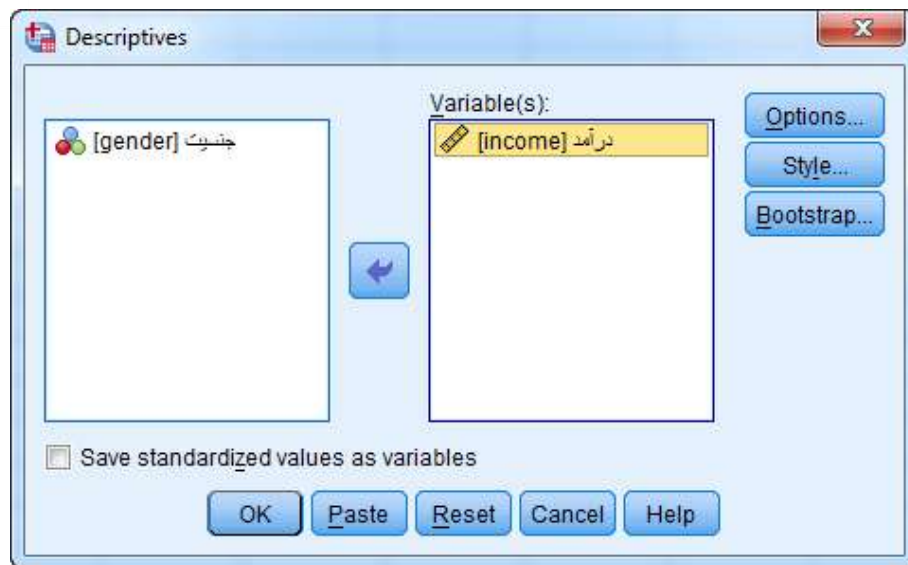 Descriptives
Variable(s):
جنسیت [gender]
درآمد [income]
Options...
Style...
Bootstrap...
Save standardized values as variables
OK Paste Reset Cancel Help